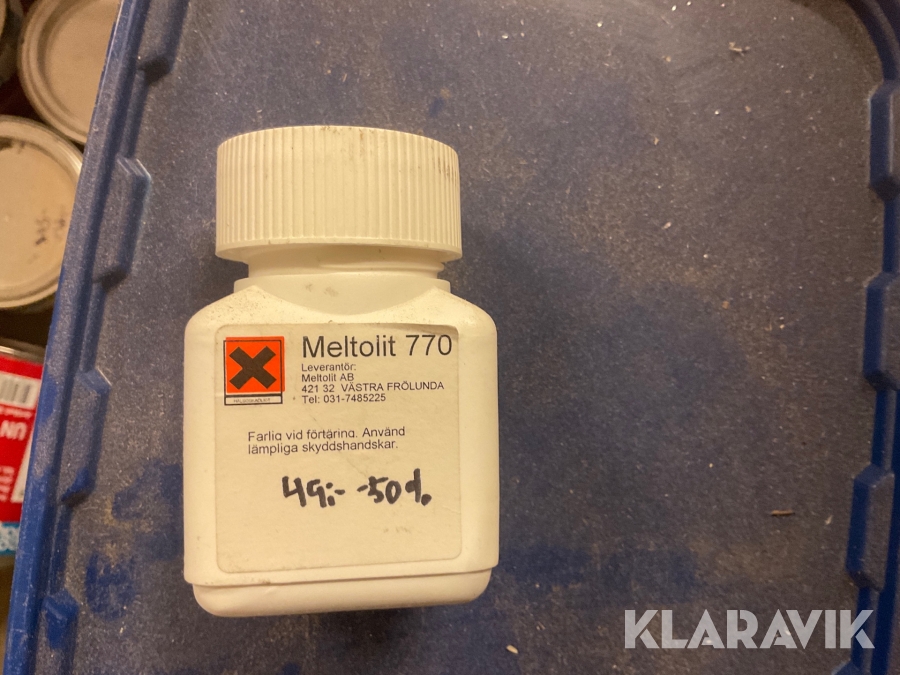 Meltolit 770
Leverantör:
Meltolit AB
421 32 VÄSTRA FRÖLUNDA
Tel: 031-7485225
Farlig vid förtäring. Använd
lämpliga skyddshandskar.
49:- -50%
UN
KLARAVIK